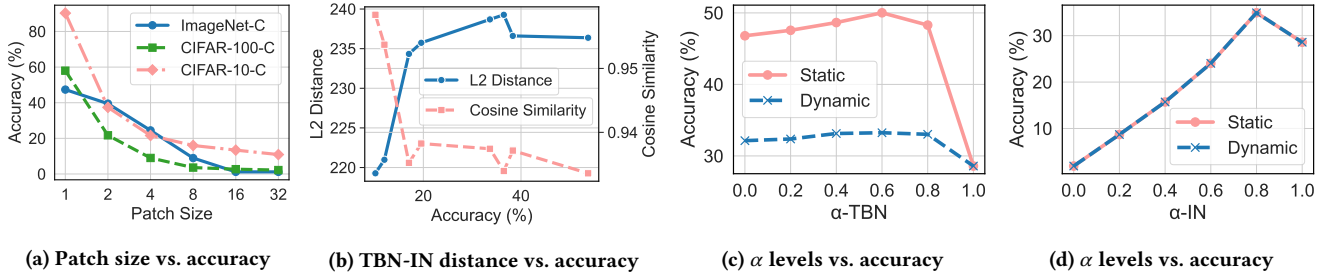 Accuracy (%)
80
60
40
20
0
1 2 4 8 16 32
Patch Size
ImageNet-C
CIFAR-100-C
CIFAR-10-C
(a) Patch size vs. accuracy
L2 Distance
240
235
230
225
220
20 40
Accuracy (%)
L2 Distance
Cosine Similarity
0.95
0.94
Cosine Similarity
(b) TBN-IN distance vs. accuracy
Accuracy (%)
50
40
30
0.0 0.2 0.4 0.6 0.8 1.0
α-TBN
Static
Dynamic
(c) α levels vs. accuracy
Accuracy (%)
30
20
10
0.0 0.2 0.4 0.6 0.8 1.0
α-IN
Static
Dynamic
(d) α levels vs. accuracy